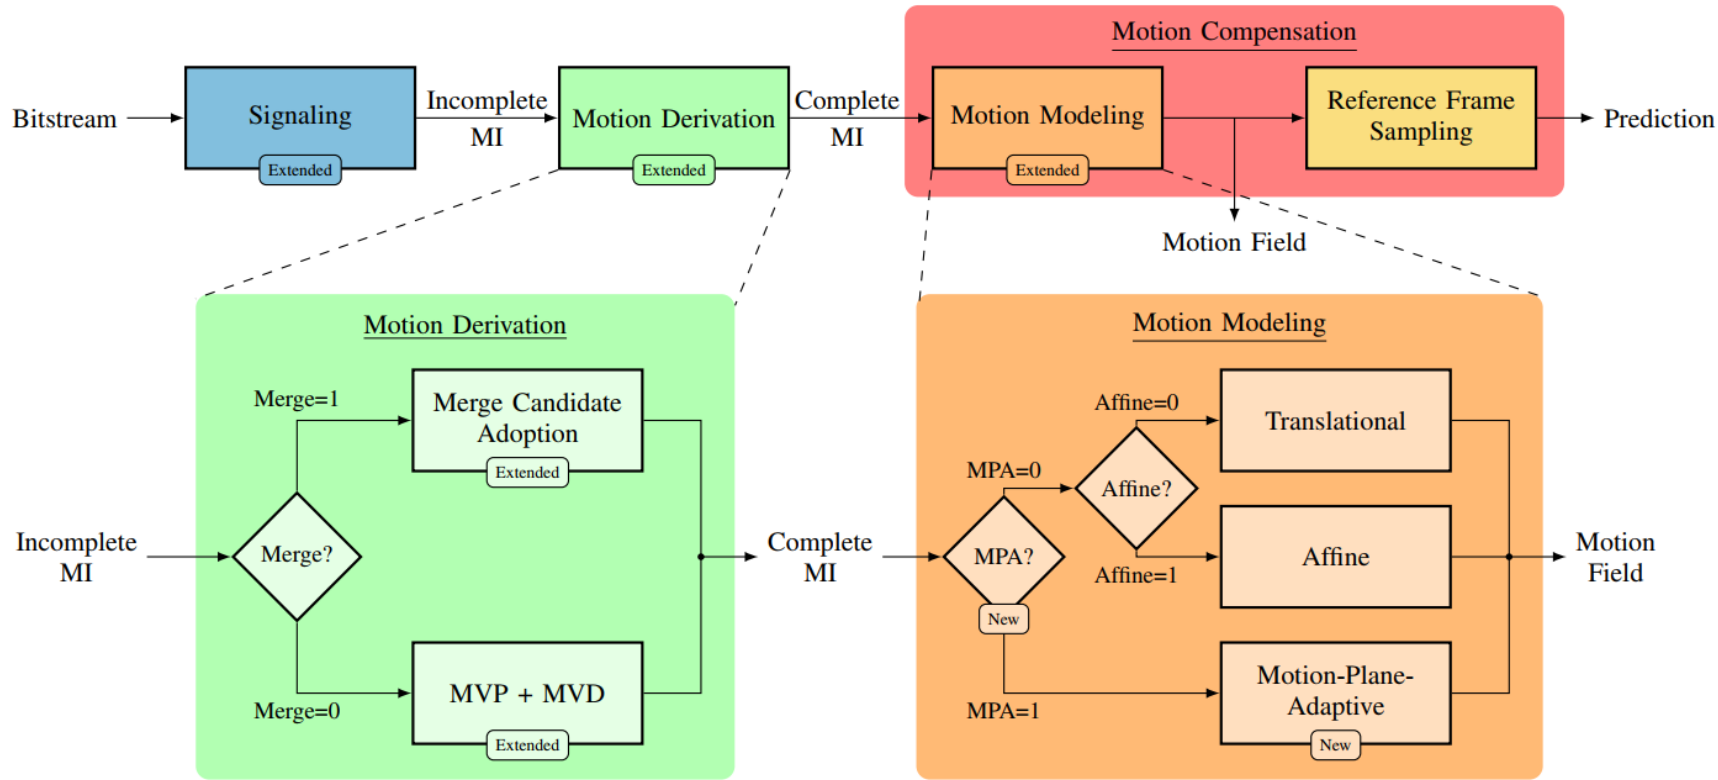 Motion Compensation
Bitstream
Signaling
Extended
Incomplete
MI
Motion Derivation
Extended
Complete
MI
Motion Modeling
Extended
Reference Frame
Sampling
Prediction
Motion Field
Motion Derivation
Incomplete
MI
Merge?
Merge=1
Merge Candidate
Adoption
Extended
Merge=0
MVP + MVD
Extended
Complete
MI
Motion Modeling
MPA?
New
MPA=0
Affine?
Affine=0
Translational
Affine=1
Affine
MPA=1
Motion-Plane-
Adaptive
New
Motion
Field